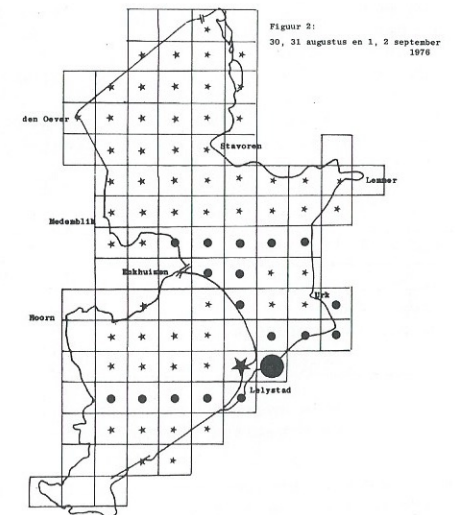 Figuur 2:
30, 31 augustus en 1, 2 september
1976
den Oever
Stavoren
Lemmer
Medemblik
Enkhuizen
Urk
Hoorn
Lelystad